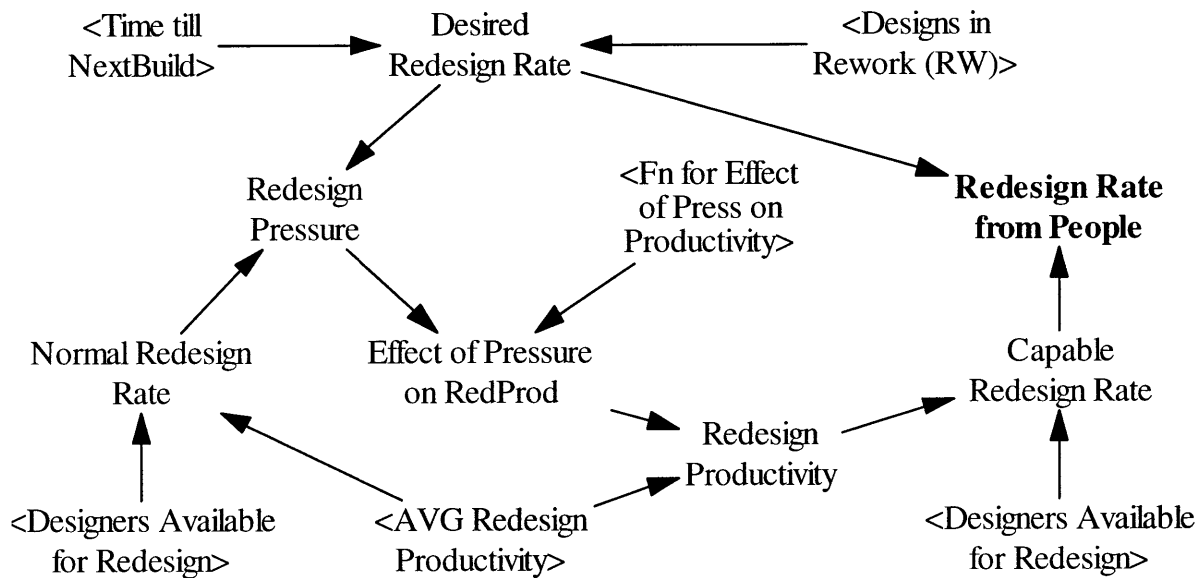 <Time till
NextBuild>
Desired
Redesign Rate
<Designs in
Rework (RW)>
Redesign
Pressure
<Fn for Effect
of Press on
Productivity>
Redesign Rate
from People
Normal Redesign
Rate
Effect of Pressure
on RedProd
Capable
Redesign Rate
Redesign
Productivity
<Designers Available
for Redesign>
<AVG Redesign
Productivity>
<Designers Available
for Redesign>